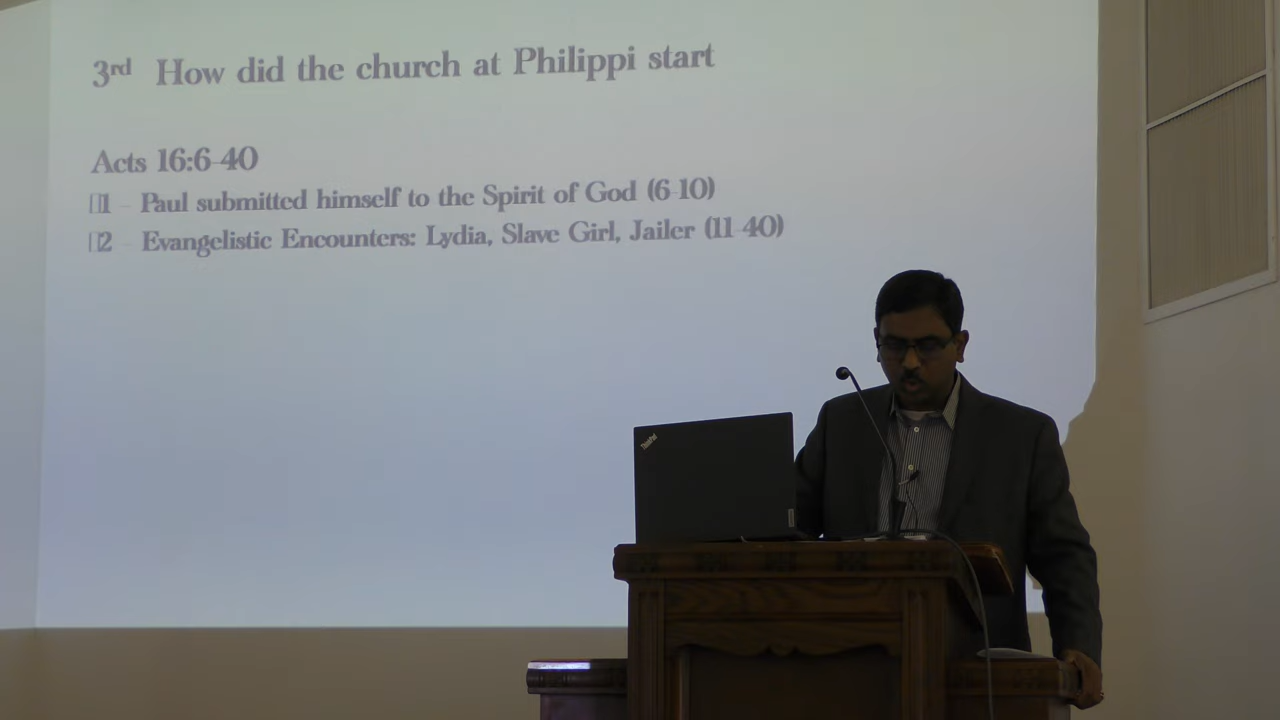 3rd How did the church at Philippi start
Acts 16:6-40
1 - Paul submitted himself to the Spirit of God (6-10)
2 - Evangelistic Encounters: Lydia, Slave Girl, Jailer (11-40)
ThinkPad